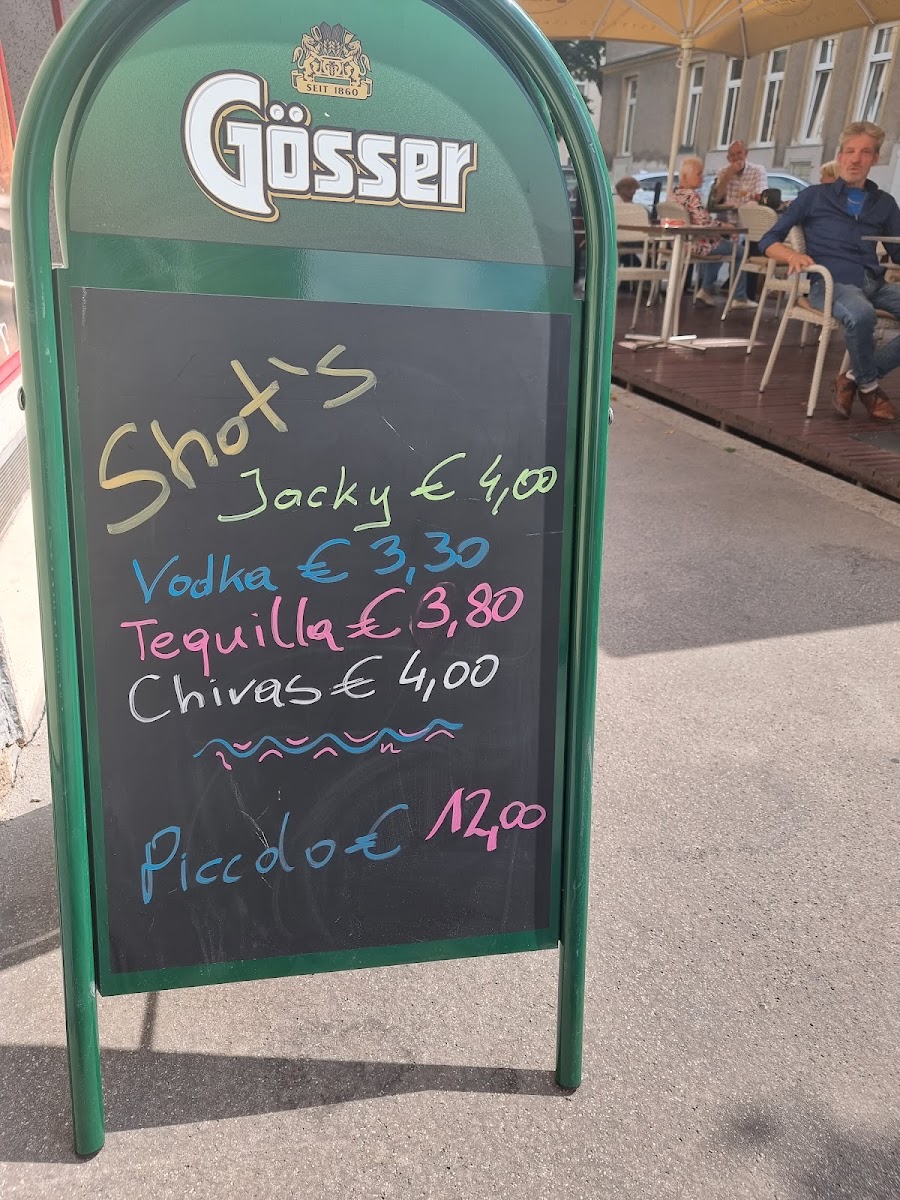 SEIT 1860
Gösser
Shot's
Jacky € 4,00
Vodka € 3,30
Tequilla € 3,80
Chivas € 4,00
Piccolo € 12,00